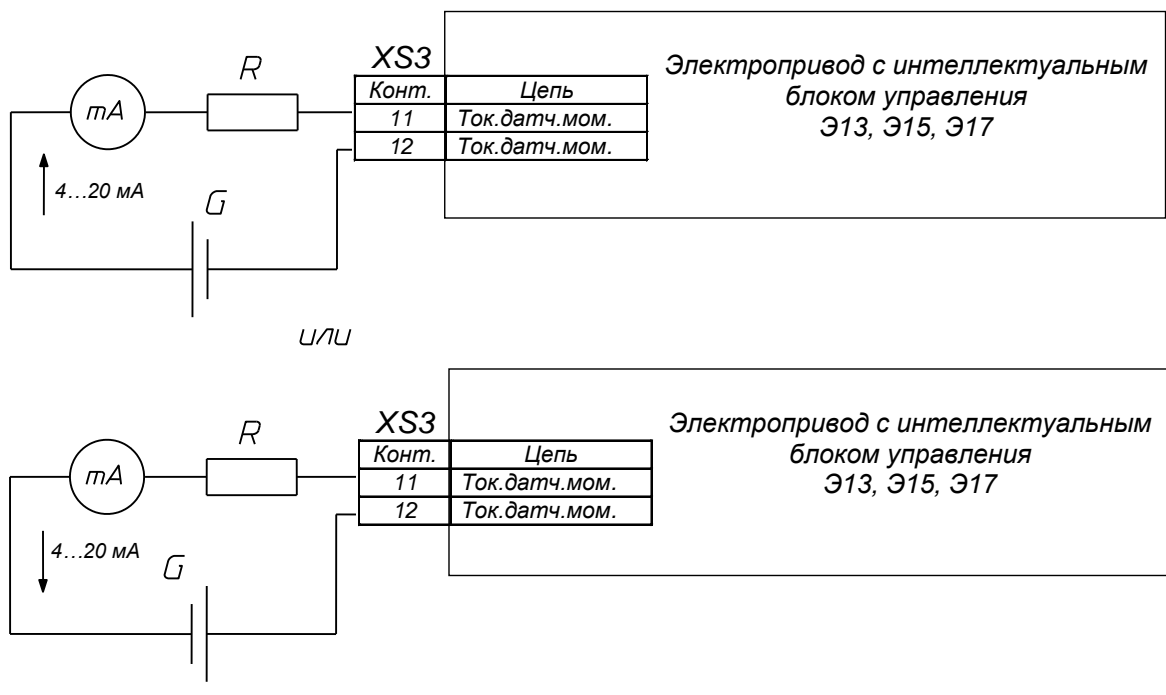 R
XS3
Электропривод с интеллектуальным
блоком управления
Э13, Э15, Э17
mA
Конт. Цепь
11 Ток.датч.мом.
12 Ток.датч.мом.
4...20 мА
G
или
R
XS3
Электропривод с интеллектуальным
блоком управления
Э13, Э15, Э17
mA
Конт. Цепь
11 Ток.датч.мом.
12 Ток.датч.мом.
4...20 мА
G